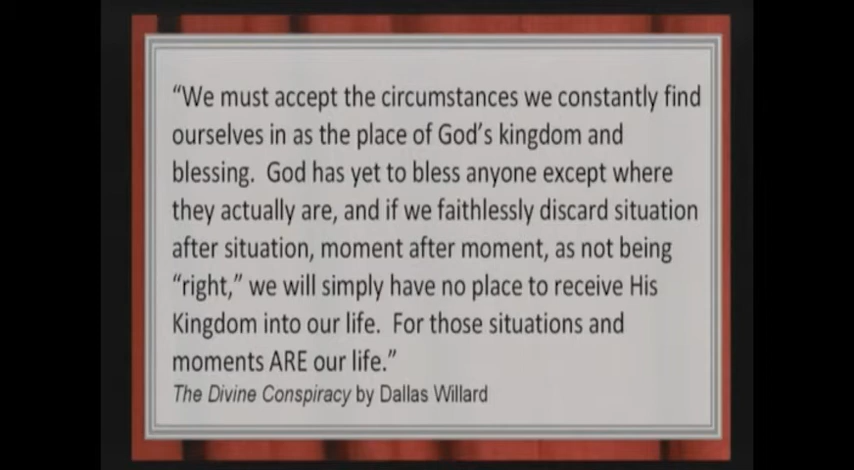 “We must accept the circumstances we constantly find
ourselves in as the place of God’s kingdom and
blessing.  God has yet to bless anyone except where
they actually are, and if we faithlessly discard situation
after situation, moment after moment, as not being
“right,” we will simply have no place to receive His
Kingdom into our life.  For those situations and
moments ARE our life.”
The Divine Conspiracy by Dallas Willard